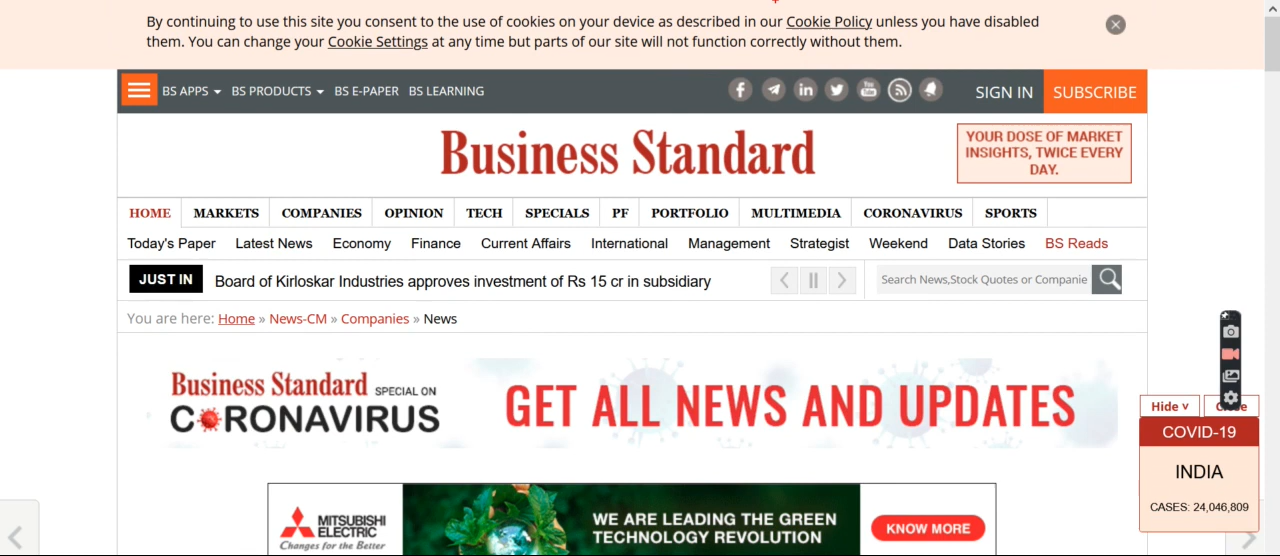 By continuing to use this site you consent to the use of cookies on your device as described in our Cookie Policy unless you have disabled
them. You can change your Cookie Settings at any time but parts of our site will not function correctly without them.
BS APPS BS PRODUCTS BS E-PAPER BS LEARNING
SIGN IN SUBSCRIBE
Business Standard
YOUR DOSE OF MARKET
INSIGHTS, TWICE EVERY
DAY.
HOME MARKETS COMPANIES OPINION TECH SPECIALS PF PORTFOLIO MULTIMEDIA CORONAVIRUS SPORTS
Today's Paper Latest News Economy Finance Current Affairs International Management Strategist Weekend Data Stories BS Reads
JUST IN Board of Kirloskar Industries approves investment of Rs 15 cr in subsidiary
Search News,Stock Quotes or Companie
You are here: Home » News-CM » Companies » News
Business Standard SPECIAL ON
CORONAVIRUS
GET ALL NEWS AND UPDATES
Hide v
COVID-19
INDIA
CASES: 24,046,809
MITSUBISHI
ELECTRIC
Changes for the Better
WE ARE LEADING THE GREEN
TECHNOLOGY REVOLUTION
KNOW MORE